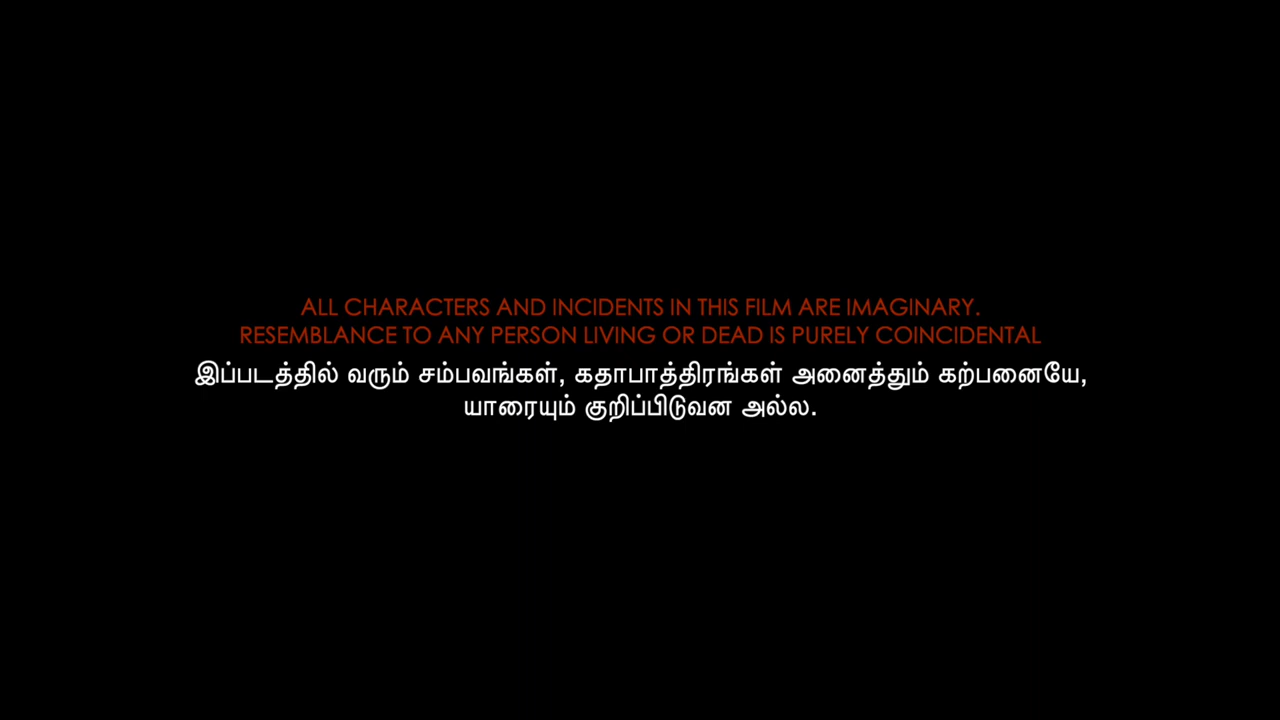 ALL CHARACTERS AND INCIDENTS IN THIS FILM ARE IMAGINARY.
RESEMBLANCE TO ANY PERSON LIVING OR DEAD IS PURELY COINCIDENTAL
இப்படத்தில் வரும் சம்பவங்கள், கதாபாத்திரங்கள் அனைத்தும் கற்பனையே,
யாரையும் குறிப்பிடுவன அல்ல.